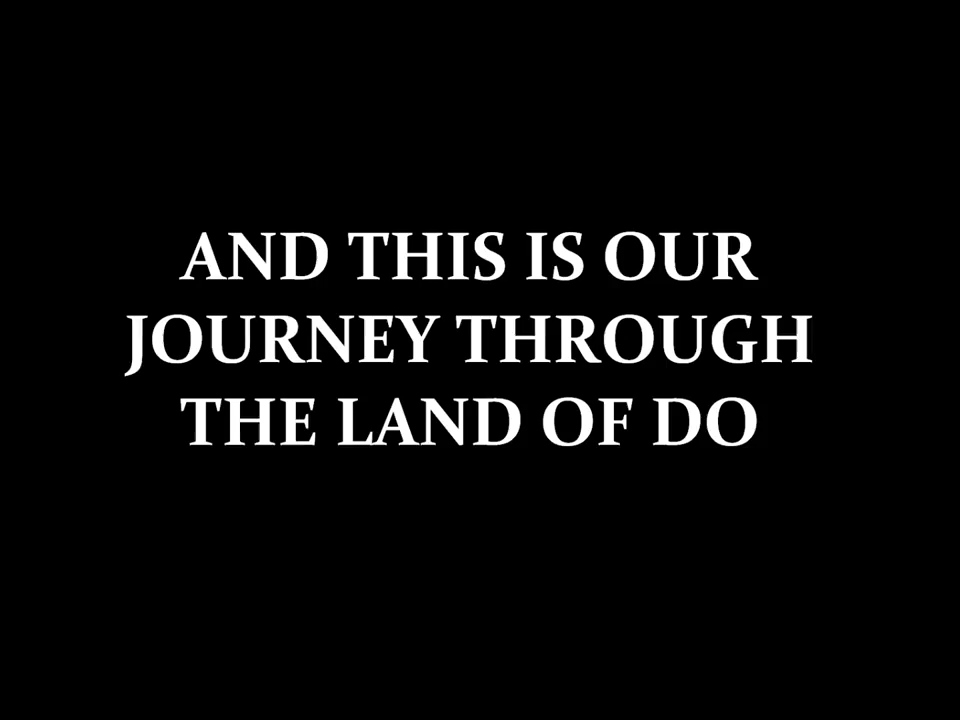 AND THIS IS OUR
JOURNEY THROUGH
THE LAND OF DO